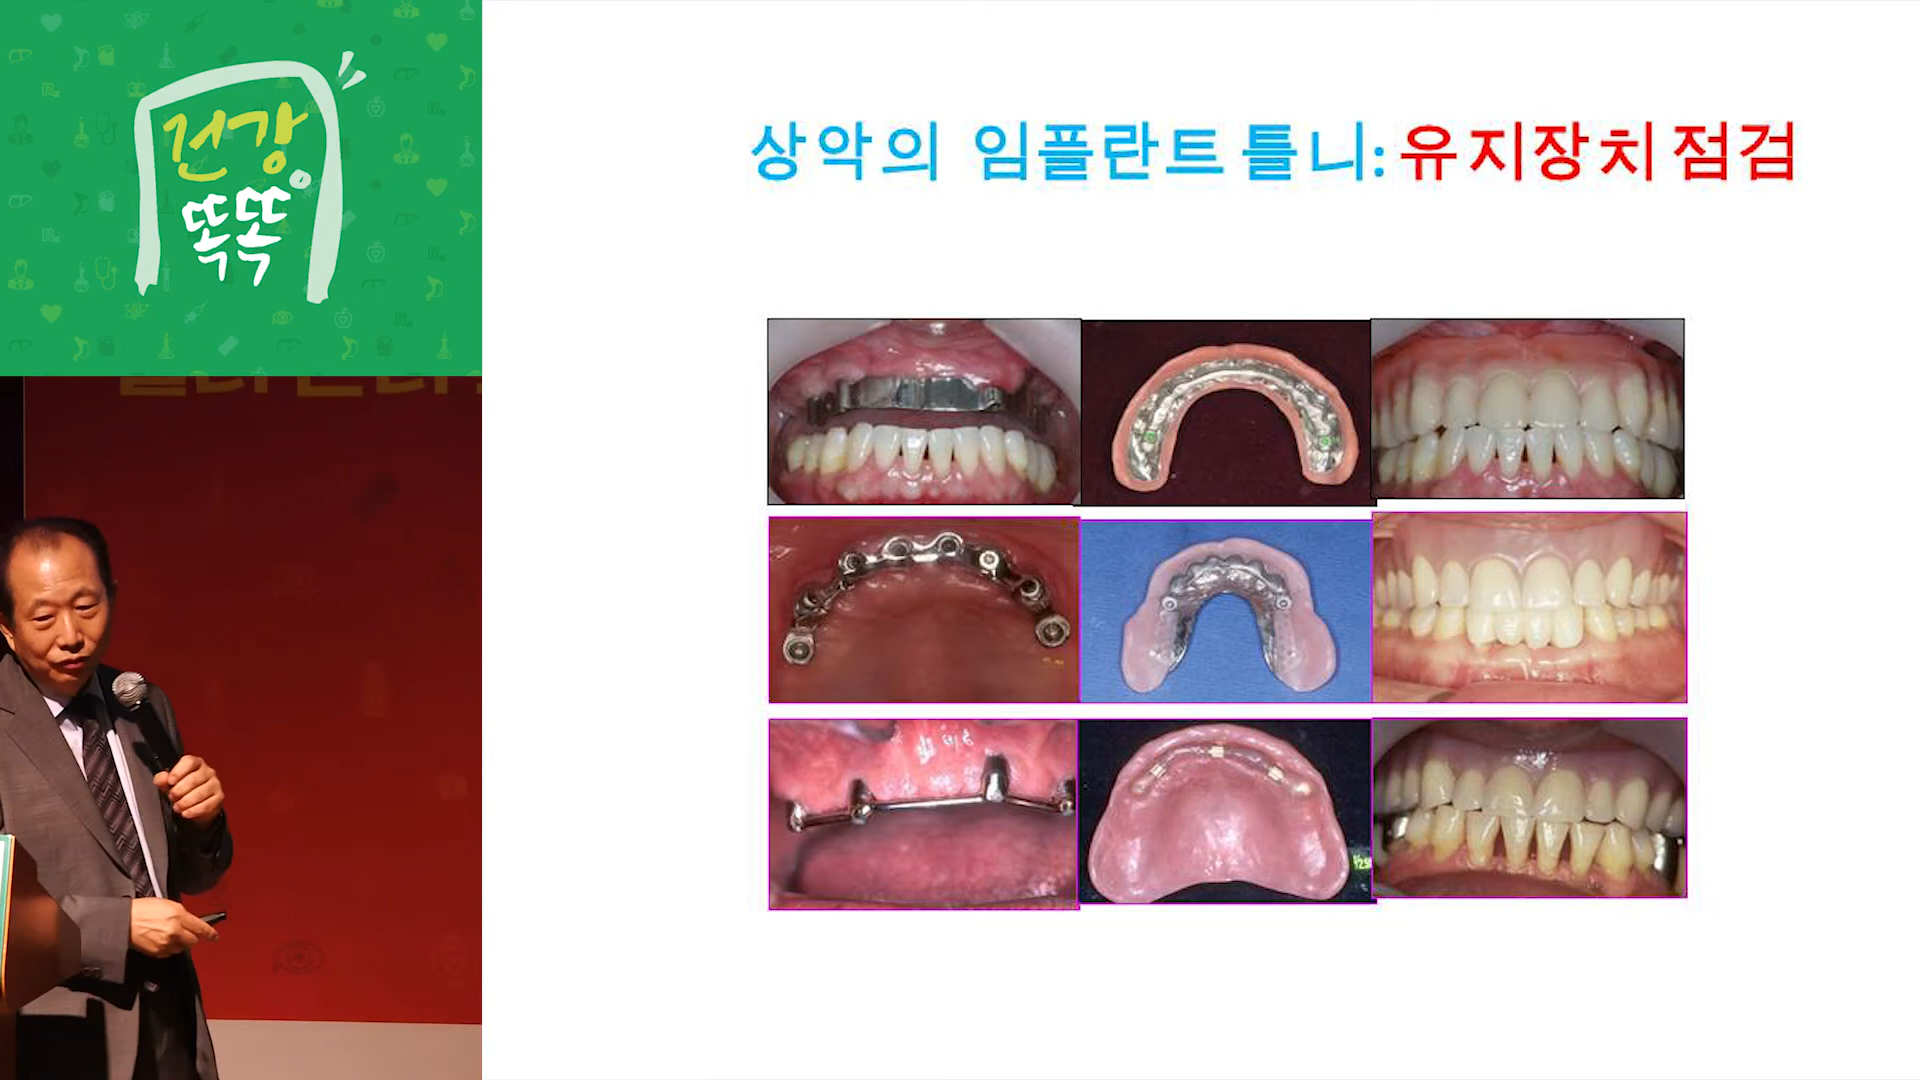 건강
똑똑
상악의 임플란트 틀니: 유지장치 점검